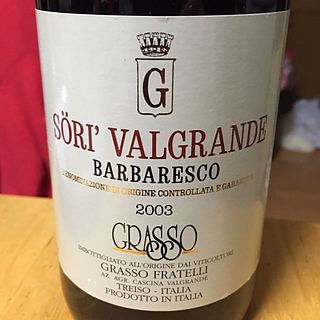 G
SÖRI' VALGRANDE
BARBARESCO
DENOMINAZIONE DI ORIGINE CONTROLLATA E GARANTITA
2003
GRASSO
IMBOTTIGLIATO ALL'ORIGINE DAI VITICOLTORI
GRASSO FRATELLI
AZ. AGR. CASCINA VALGRANDE
TREISO - ITALIA
PRODOTTO IN ITALIA